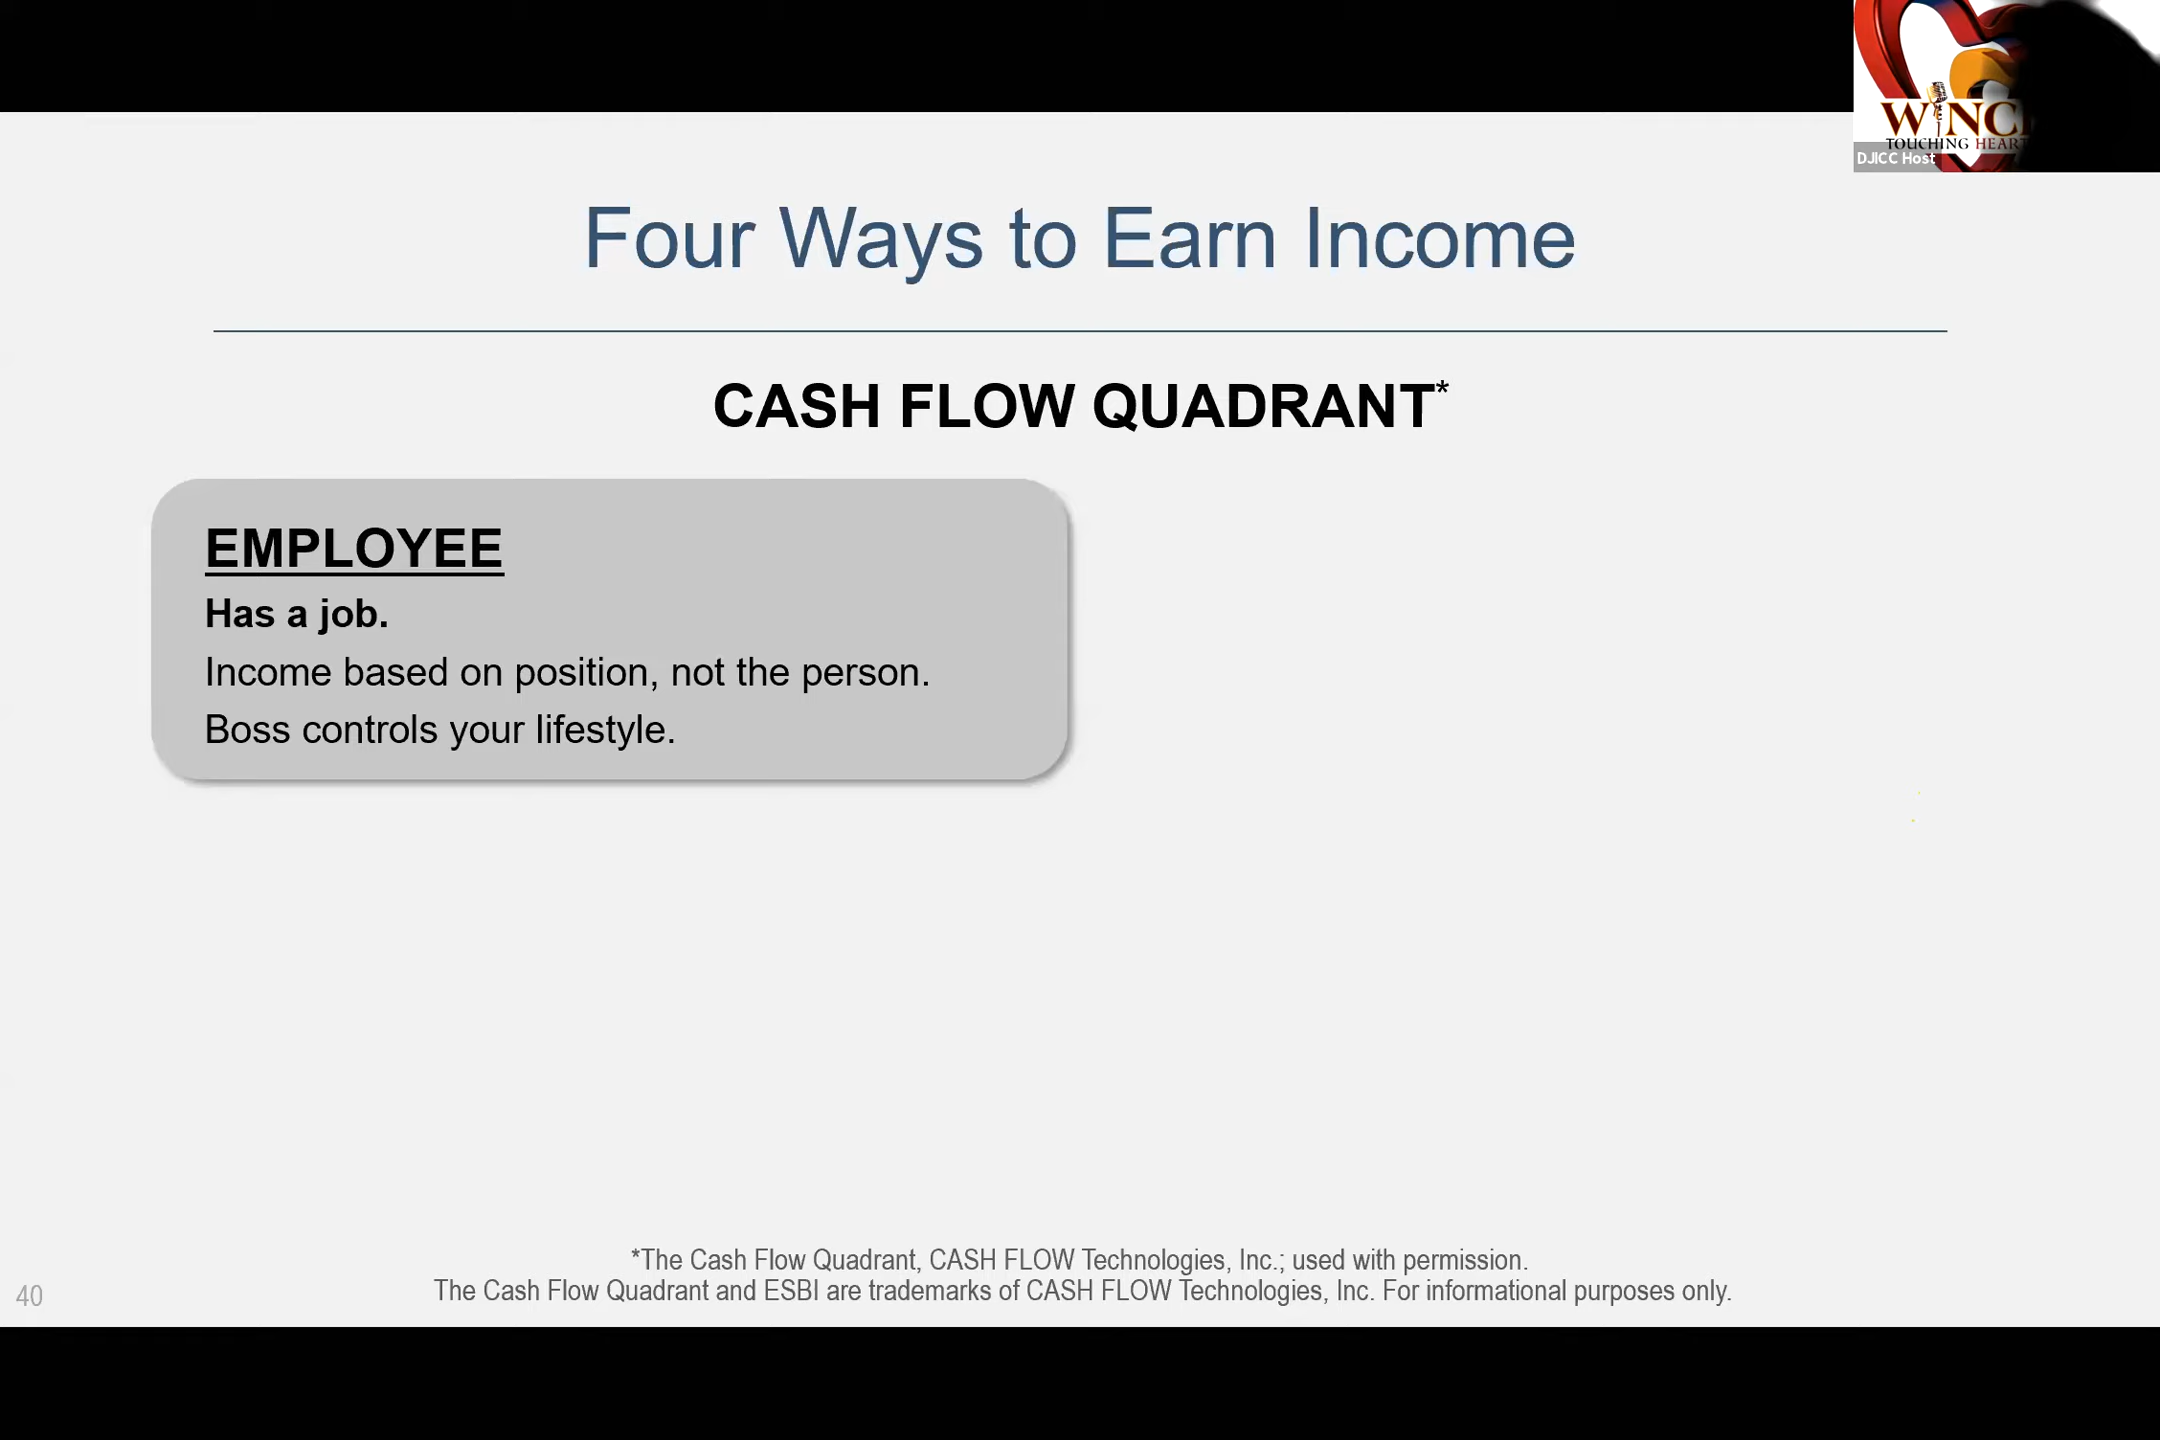 TOUCHING
DJICC Host
Four Ways to Earn Income
CASH FLOW QUADRANT*
EMPLOYEE
Has a job.
Income based on position, not the person.
Boss controls your lifestyle.
*The Cash Flow Quadrant, CASH FLOW Technologies, Inc.; used with permission.
The Cash Flow Quadrant and ESBI are trademarks of CASH FLOW Technologies, Inc. For informational purposes only.
40